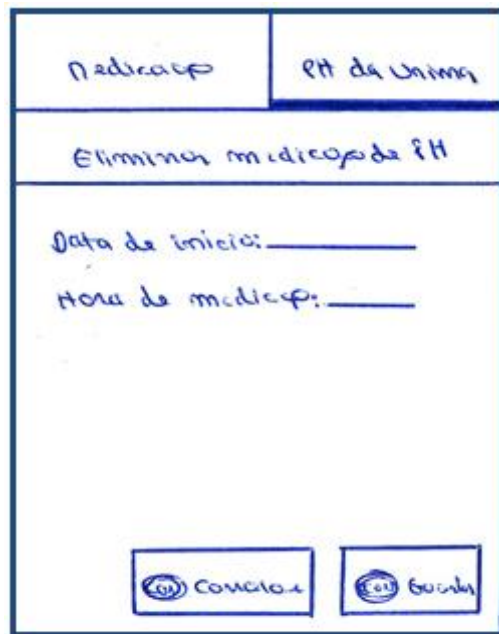 Medicação PH da Urina
Eliminar medição de PH
Data de inicio:
Hora de medição:
Cancelar Guardar